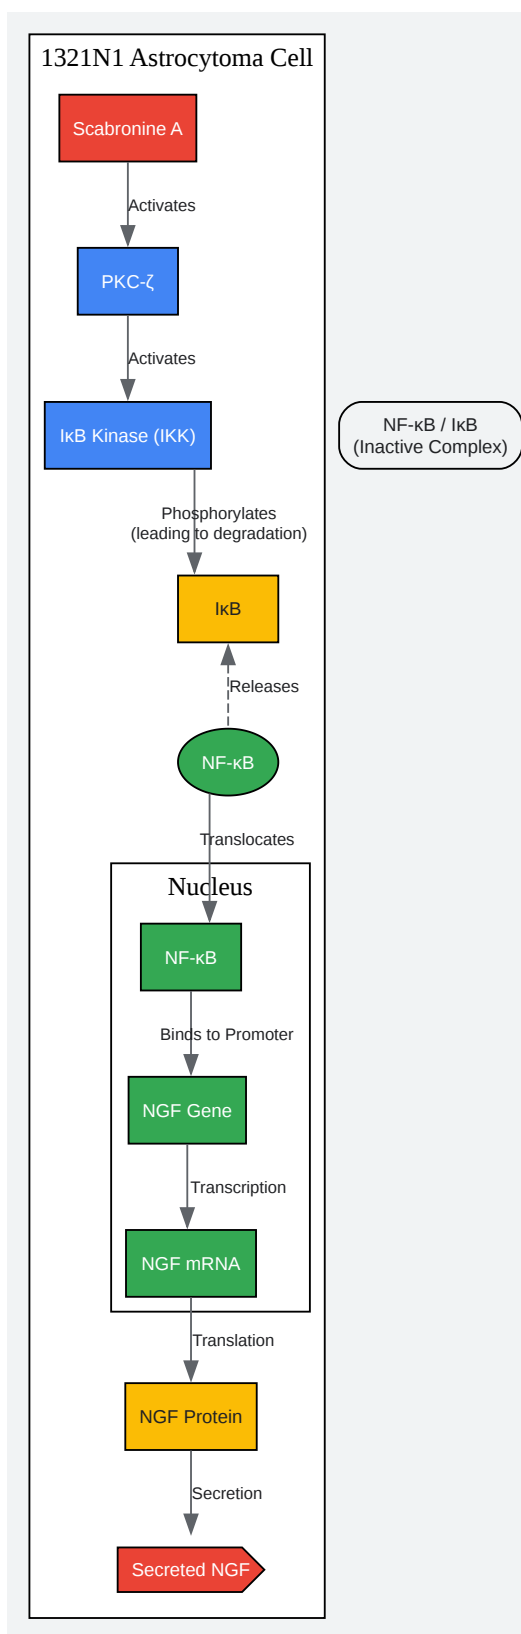 1321N1 Astrocytoma Cell
Scabronine A
Activates
PKC-ζ
Activates
IκB Kinase (IKK)
NF-κB / IκB
(Inactive Complex)
Phosphorylates
(leading to degradation)
IκB
Releases
NF-κB
Translocates
Nucleus
NF-κB
Binds to Promoter
NGF Gene
Transcription
NGF mRNA
Translation
NGF Protein
Secretion
Secreted NGF